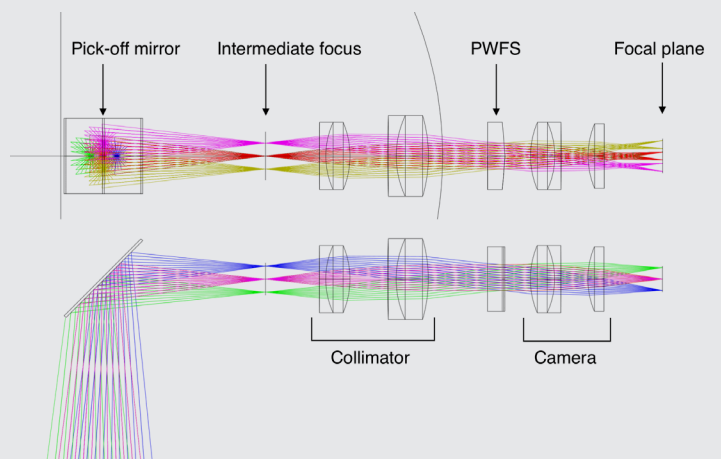 Pick-off mirror
Intermediate focus
PWFS
Focal plane
Collimator
Camera